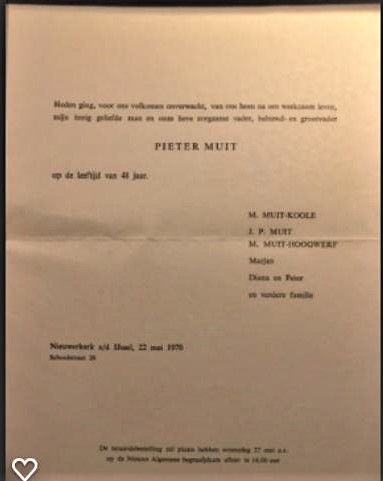 Heden ging, voor ons volkomen onverwacht, van ons heen na een werkzaam leven,
mijn innig geliefde man en onze lieve zorgzame vader, behuwd- en grootvader
PIETER MUIT
op de leeftijd van 48 jaar.
M. MUIT-KOOLE
J. P. MUIT
M. MUIT-HOOGWERF
Marjan
Diana en Peter
en verdere familie
Nieuwerkerk a/d IJssel, 22 mei 1970
Schoolstraat 28
De teraardebestelling zal plaats hebben woensdag 27 mei a.s.
op de Nieuwe Algemene begraafplaats alhier te 14.00 uur